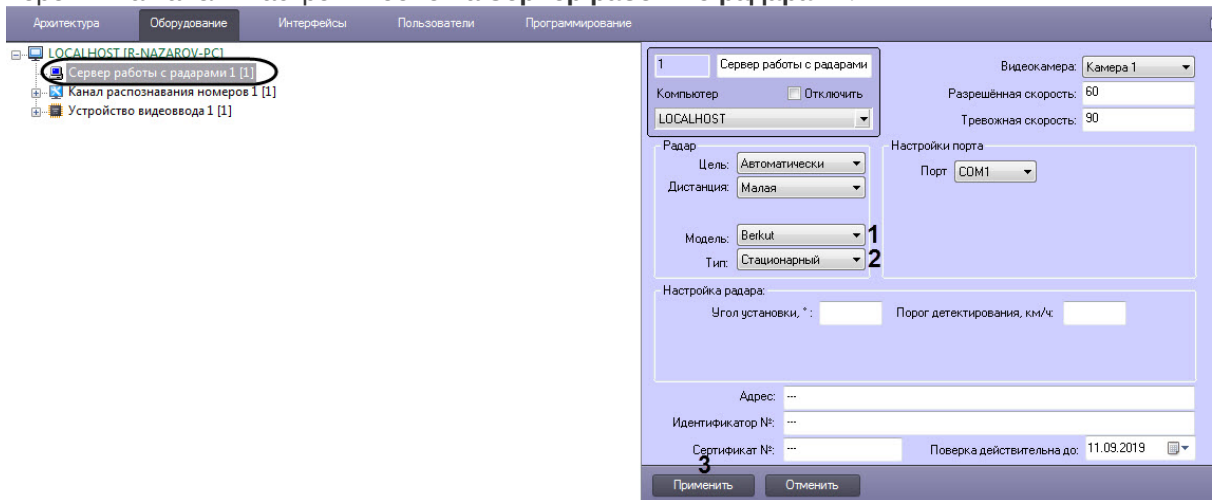 Архитектура Оборудование Интерфейсы Пользователи Программирование
LOCALHOST [R-NAZAROV-PC]
Сервер работы с радарами 1 [1]
Канал распознавания номеров 1 [1]
Устройство видеоввода 1 [1]
1 Сервер работы с радарами
Компьютер Отключить
LOCALHOST
Видеокамера: Камера 1
Разрешённая скорость: 60
Тревожная скорость: 90
Радар
Цель: Автоматически
Дистанция: Малая
Модель: Berkut 1
Тип: Стационарный 2
Настройки порта
Порт COM1
Настройка радара:
Угол установки, °: Порог детектирования, км/ч:
Адрес: ---
Идентификатор №: ---
Сертификат №: --- Поверка действительна до: 11.09.2019
3
Применить Отменить